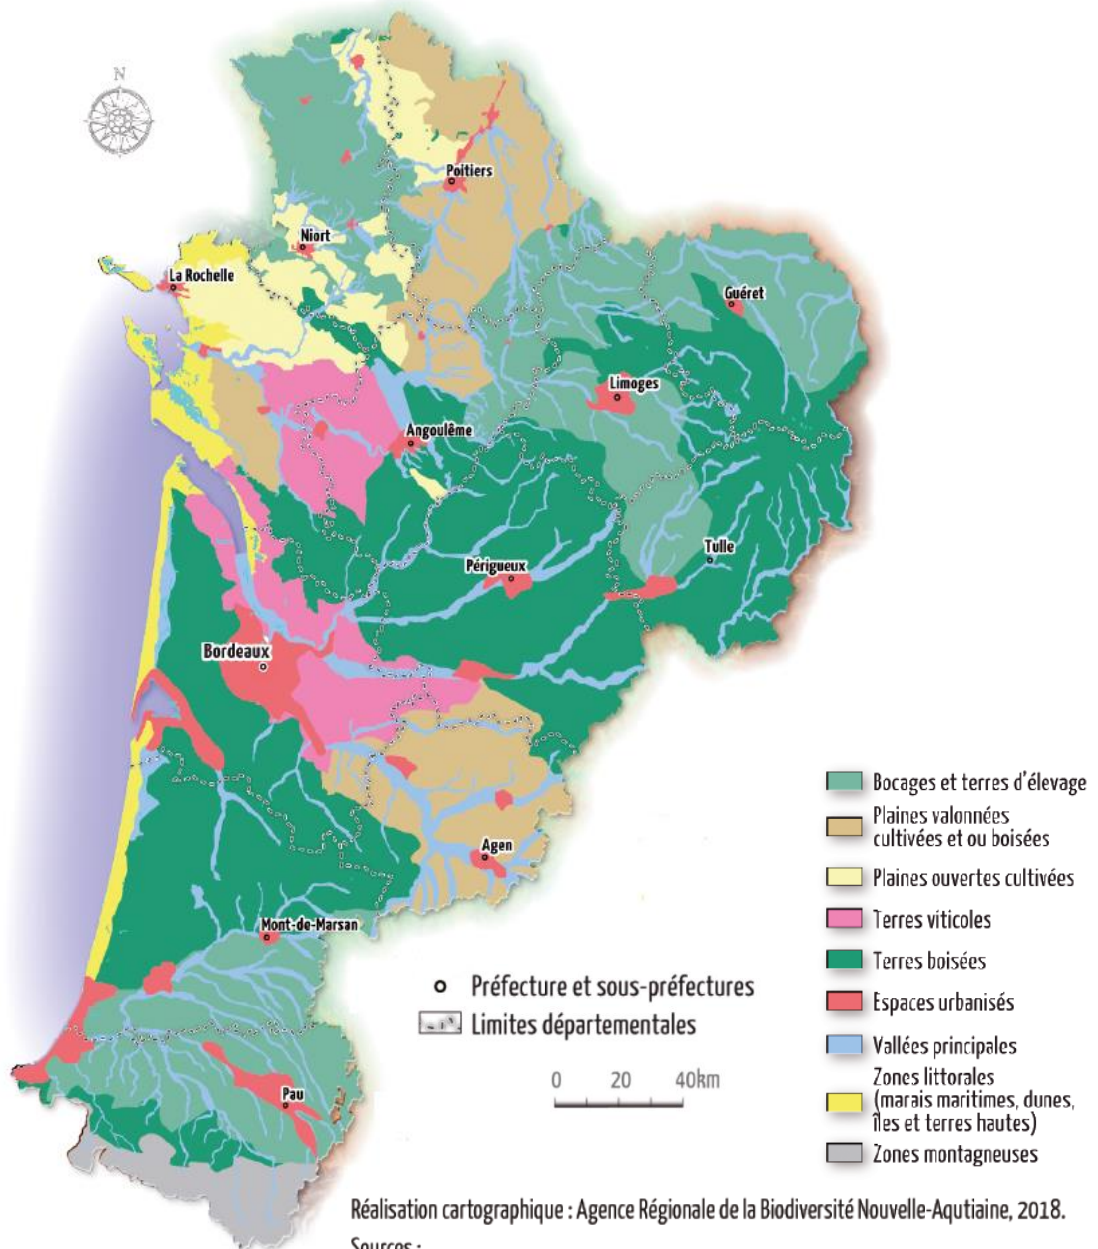 N
Poitiers
Niort
La Rochelle
Guéret
Limoges
Angoulême
Tulle
Périgueux
Bordeaux
Agen
Mont-de-Marsan
Pau
Bocages et terres d'élevage
Plaines valonnées
cultivées et ou boisées
Plaines ouvertes cultivées
Terres viticoles
Terres boisées
Espaces urbanisés
Vallées principales
Zones littorales
(marais maritimes, dunes,
îles et terres hautes)
Zones montagneuses
Préfecture et sous-préfectures
Limites départementales
0 20 40km
Réalisation cartographique : Agence Régionale de la Biodiversité Nouvelle-Aqutiaine, 2018.
Sources :